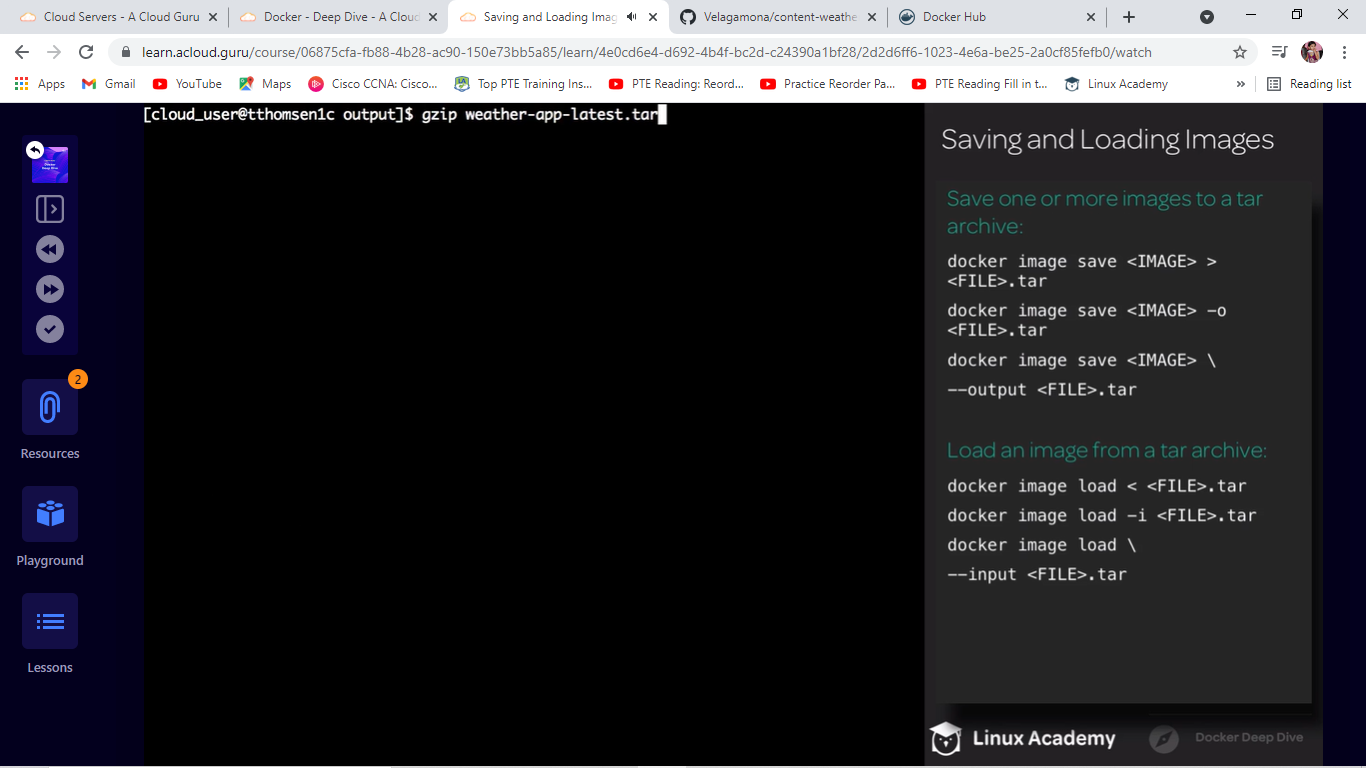 Cloud Servers - A Cloud Guru
Docker - Deep Dive - A Cloud
Saving and Loading Imag
Velagamona/content-weathe
Docker Hub
learn.acloud.guru/course/06875cfa-fb88-4b28-ac90-150e73bb5a85/learn/4e0cd6e4-d692-4b4f-bc2d-c24390a1bf28/2d2d6ff6-1023-4e6a-be25-2a0cf85fefb0/watch
Apps
Gmail
YouTube
Maps
Cisco CCNA: Cisco...
Top PTE Training Ins...
PTE Reading: Reord...
Practice Reorder Pa...
PTE Reading Fill in t...
Linux Academy
»
Reading list
[cloud_user@tthomsen1c output]$ gzip weather-app-latest.tar
Docker
Deep Dive
2
Resources
Playground
Lessons
Saving and Loading Images
Save one or more images to a tar
archive:
docker image save <IMAGE> >
<FILE>.tar
docker image save <IMAGE> -o
<FILE>.tar
docker image save <IMAGE> \
--output <FILE>.tar
Load an image from a tar archive:
docker image load < <FILE>.tar
docker image load -i <FILE>.tar
docker image load \
--input <FILE>.tar
Linux Academy
Docker Deep Dive